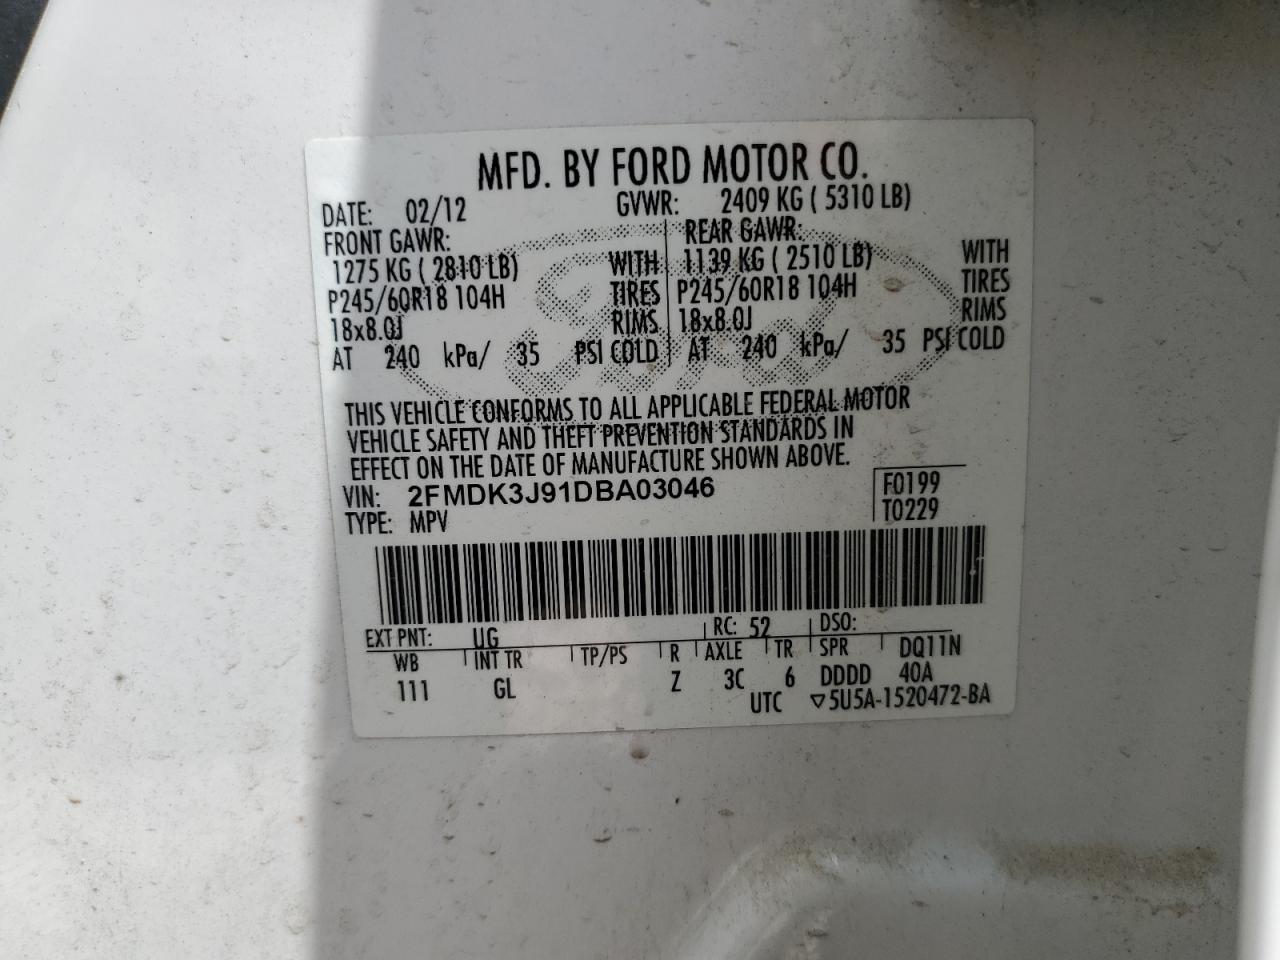 MFD. BY FORD MOTOR CO.
DATE: 02/12 GVWR: 2409 KG ( 5310 LB)
FRONT GAWR: REAR GAWR:
1275 KG ( 2810 LB) WITH 1139 KG ( 2510 LB) WITH
P245/60R18 104H TIRES P245/60R18 104H TIRES
18x8.0J RIMS 18x8.0J RIMS
AT 240 kPa/ 35 PSI COLD AT 240 kPa/ 35 PSI COLD
Ford
THIS VEHICLE CONFORMS TO ALL APPLICABLE FEDERAL MOTOR
VEHICLE SAFETY AND THEFT PREVENTION STANDARDS IN
EFFECT ON THE DATE OF MANUFACTURE SHOWN ABOVE.
VIN: 2FMDK3J91DBA03046 F0199
TYPE: MPV T0229
EXT PNT: UG RC: 52 DSO:
WB INT TR TP/PS R AXLE TR SPR DQ11N
111 GL Z 3C 6 DDDD 40A
UTC ▽5U5A-1520472-BA